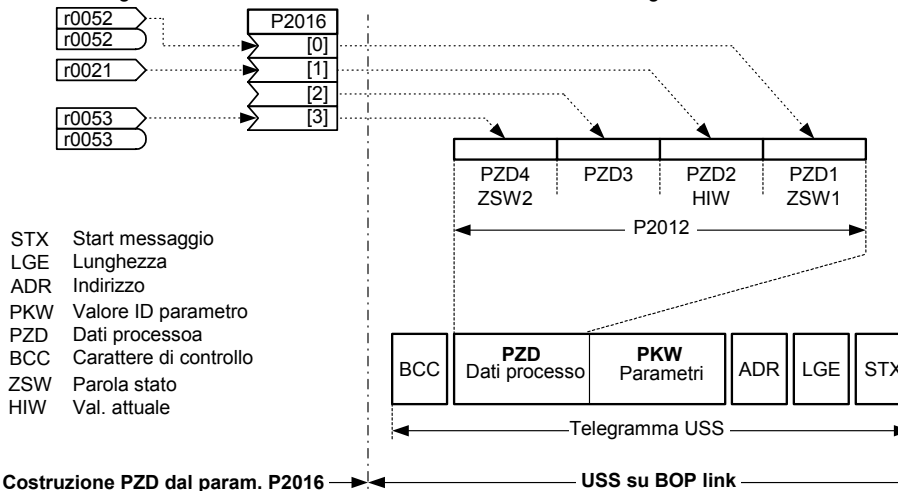 r0052
r0052
r0021
r0053
r0053
P2016
[0]
[1]
[2]
[3]
PZD4 PZD3 PZD2 PZD1
ZSW2 HIW ZSW1
P2012
STX Start messaggio
LGE Lunghezza
ADR Indirizzo
PKW Valore ID parametro
PZD Dati processoa
BCC Carattere di controllo
ZSW Parola stato
HIW Val. attuale
BCC
PZD
Dati processo
PKW
Parametri
ADR
LGE
STX
Telegramma USS
Costruzione PZD dal param. P2016
USS su BOP link